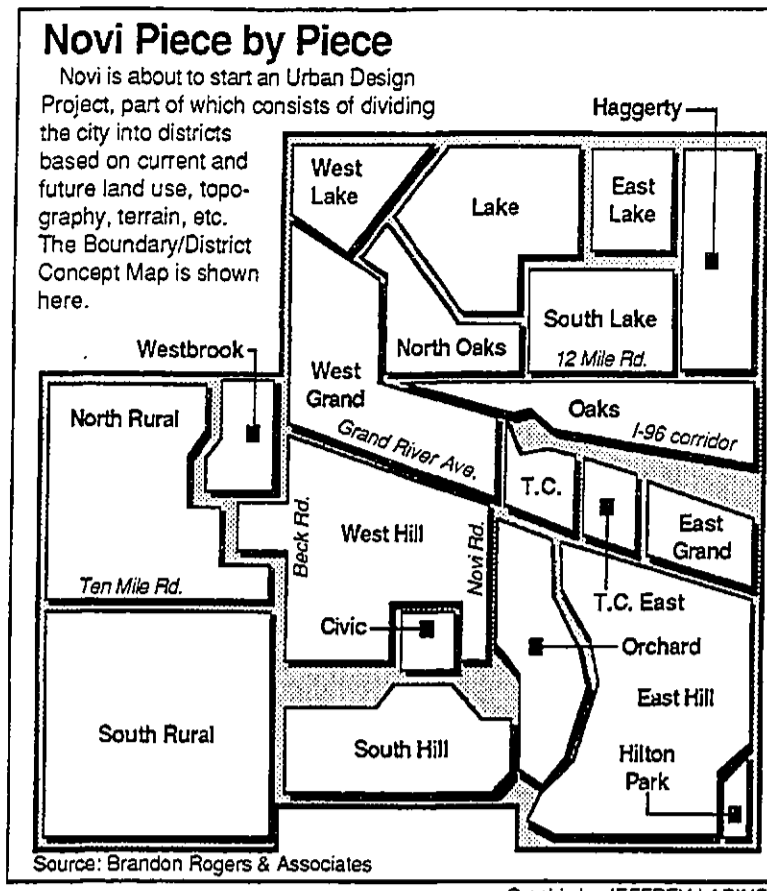 Novi Piece by Piece
Novi is about to start an Urban Design
Project, part of which consists of dividing
the city into districts
based on current and
future land use, topo-
graphy, terrain, etc.
The Boundary/District
Concept Map is shown
here.
Haggerty
West
Lake
Lake
East
Lake
South Lake
12 Mile Rd.
North Oaks
Westbrook
West
Grand
Grand River Ave.
Oaks
I-96 corridor
North Rural
T.C.
East
Grand
Beck Rd.
West Hill
Novi Rd.
Ten Mile Rd.
T.C. East
Civic
Orchard
East Hill
South Rural
South Hill
Hilton
Park
Source: Brandon Rogers & Associates